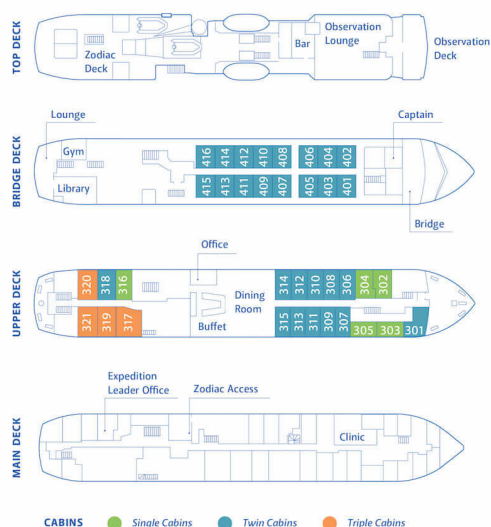 TOP DECK
Zodiac
Deck
Bar
Observation
Lounge
Observation
Deck
BRIDGE DECK
Lounge
Captain
Gym
Library
416 414 412 410 408 406 404 402
415 413 411 409 407 405 403 401
Bridge
UPPER DECK
Office
320 318 316
314 312 310 308 306 304 302
Dining
Room
Buffet
321 319 317
315 313 311 309 307 305 303 301
MAIN DECK
Expedition
Leader Office
Zodiac Access
Clinic
CABINS Single Cabins Twin Cabins Triple Cabins